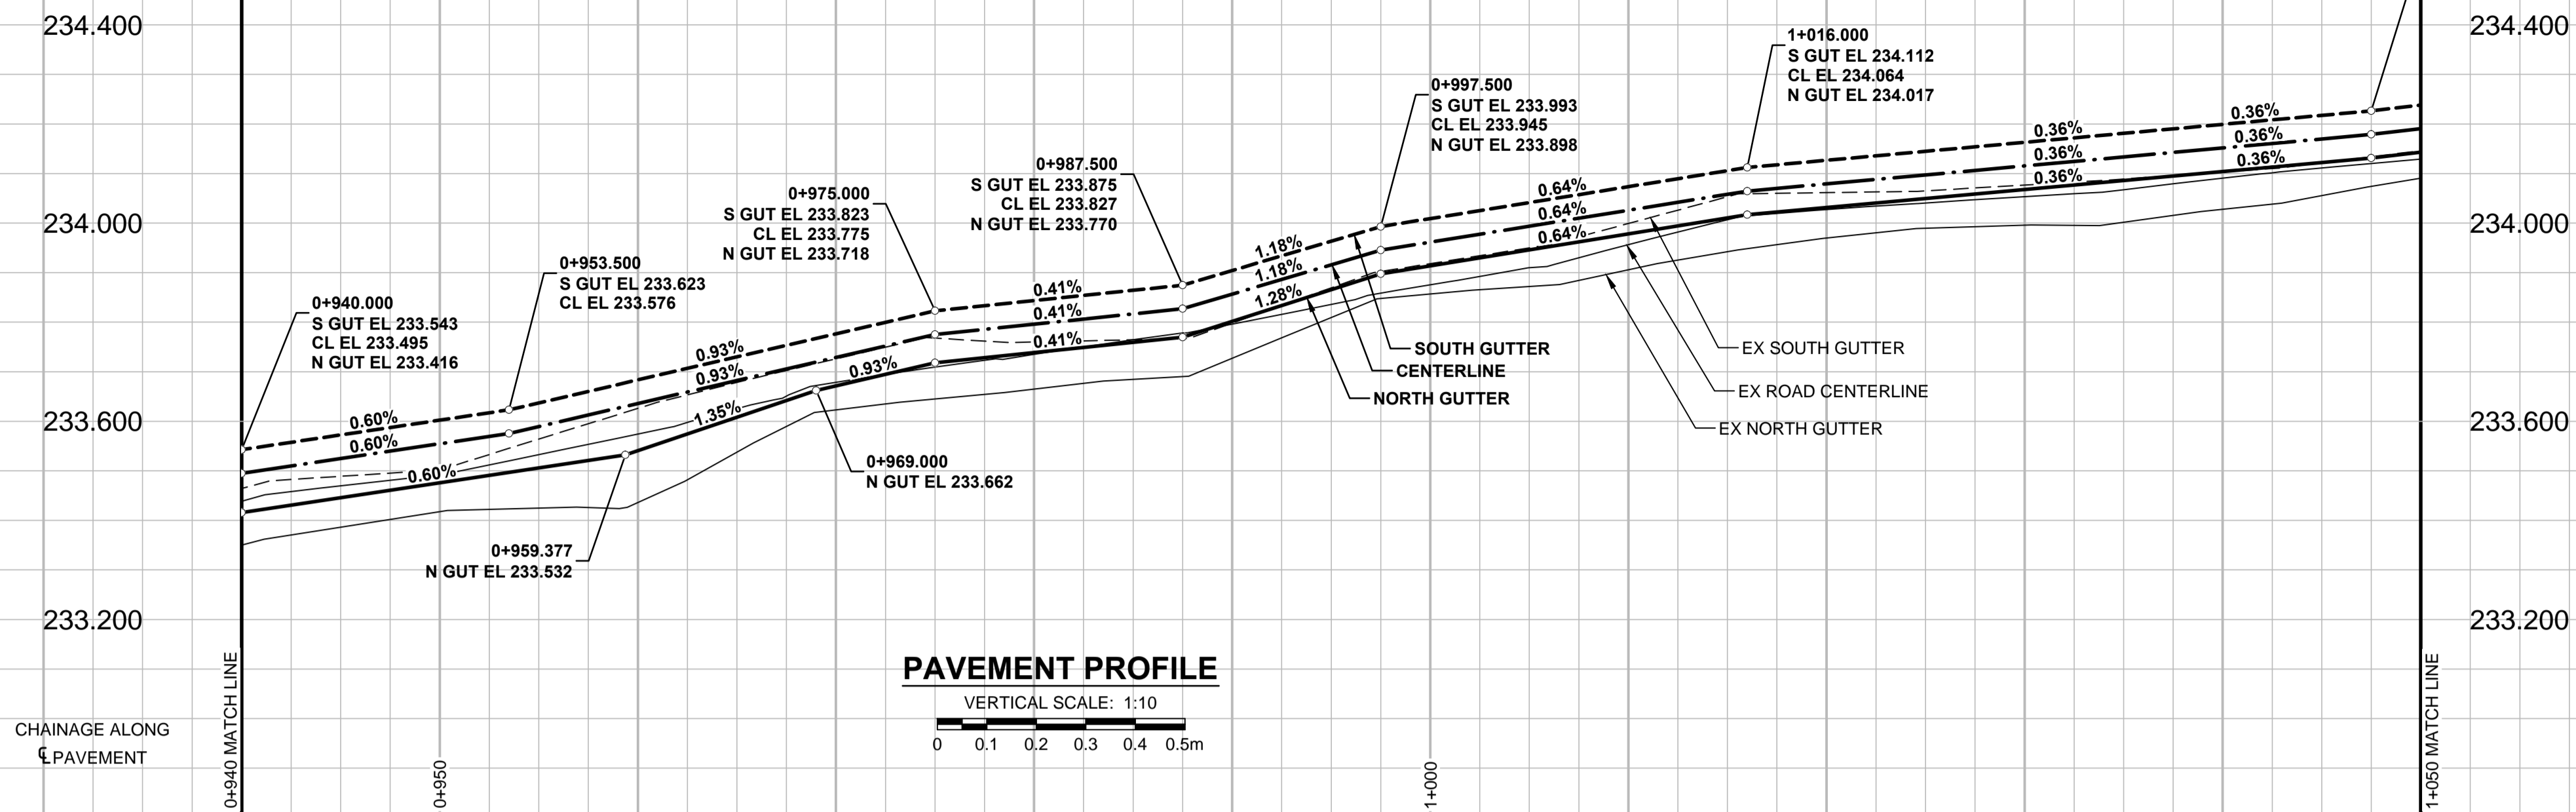 234.400
234.400
1+016.000
S GUT EL 234.112
CL EL 234.064
N GUT EL 234.017
0+997.500
S GUT EL 233.993
CL EL 233.945
N GUT EL 233.898
0+987.500
S GUT EL 233.875
CL EL 233.827
N GUT EL 233.770
0+975.000
S GUT EL 233.823
CL EL 233.775
N GUT EL 233.718
0+953.500
S GUT EL 233.623
CL EL 233.576
0+940.000
S GUT EL 233.543
CL EL 233.495
N GUT EL 233.416
234.000
234.000
0.60%
0.60%
0.60%
0.93%
0.93%
1.35%
0.93%
0.41%
0.41%
0.41%
1.18%
1.18%
1.28%
0.64%
0.64%
0.64%
0.36%
0.36%
0.36%
0.36%
0.36%
0.36%
SOUTH GUTTER
CENTERLINE
NORTH GUTTER
EX SOUTH GUTTER
EX ROAD CENTERLINE
EX NORTH GUTTER
233.600
233.600
0+969.000
N GUT EL 233.662
0+959.377
N GUT EL 233.532
233.200
233.200
PAVEMENT PROFILE
VERTICAL SCALE: 1:10
0 0.1 0.2 0.3 0.4 0.5m
CHAINAGE ALONG
℄ PAVEMENT
0+940 MATCH LINE
0+950
1+000
1+050 MATCH LINE